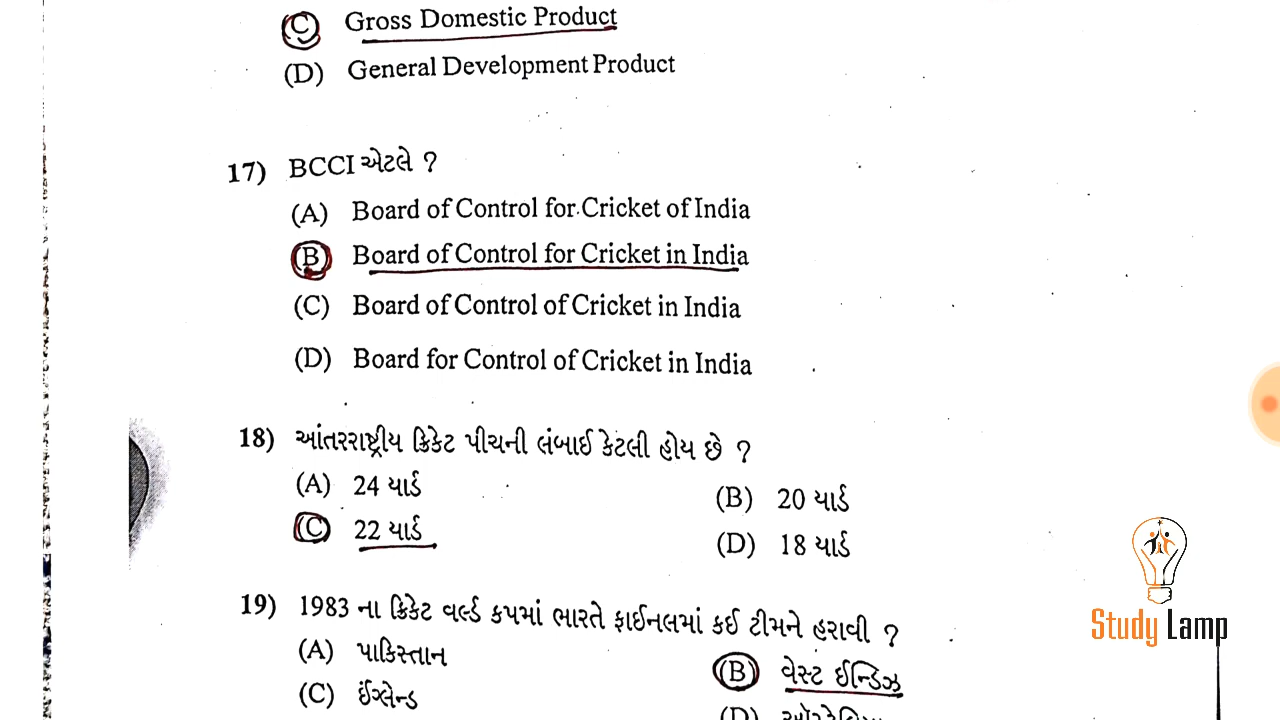 (C) Gross Domestic Product
(D) General Development Product
17) BCCI એટલે ?
(A) Board of Control for Cricket of India
(B) Board of Control for Cricket in India
(C) Board of Control of Cricket in India
(D) Board for Control of Cricket in India
18) આંતરરાષ્ટ્રીય ક્રિકેટ પીચની લંબાઈ કેટલી હોય છે ?
(A) 24 યાર્ડ (B) 20 યાર્ડ
(C) 22 યાર્ડ (D) 18 યાર્ડ
19) 1983 ના ક્રિકેટ વર્લ્ડ કપમાં ભારતે ફાઈનલમાં કઈ ટીમને હરાવી ?
(A) પાકિસ્તાન (B) વેસ્ટ ઈન્ડિઝ
(C) ઈંગ્લેન્ડ (D)
Study Lamp